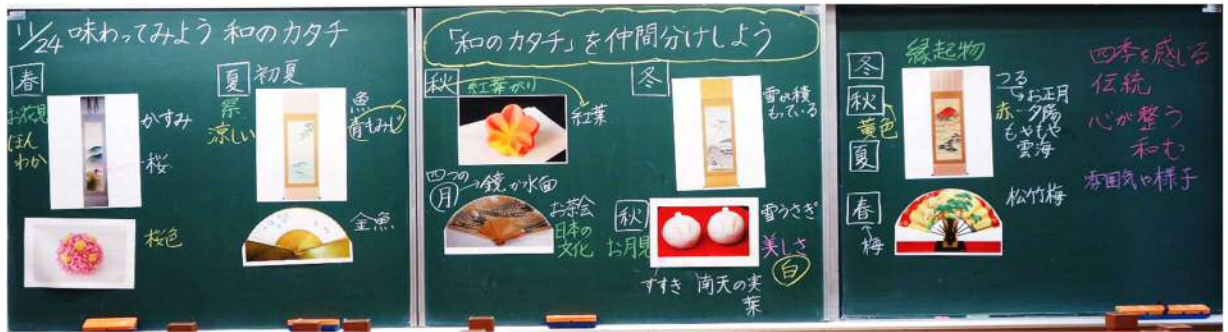 11/24 味わってみよう 和のカタチ
春
お花見
ほん
わか
かすみ
桜
桜色
夏 初夏
祭
涼しい
魚
青もみじ
金魚
「和のカタチ」を仲間分けしよう
秋 紅葉がり
紅葉
四つの
月→鏡か水面
お茶会
日本の
文化
冬
雪が積
もっている
秋
お月見
雪うさぎ
美しさ
白
すすき 南天の実
葉
縁起物
冬
秋
黄色
夏
春
梅
つる
お正月
赤…夕陽
もやもや
雲海
松竹梅
四季を感じる
伝統
心が整う
和む
雰囲気や様子